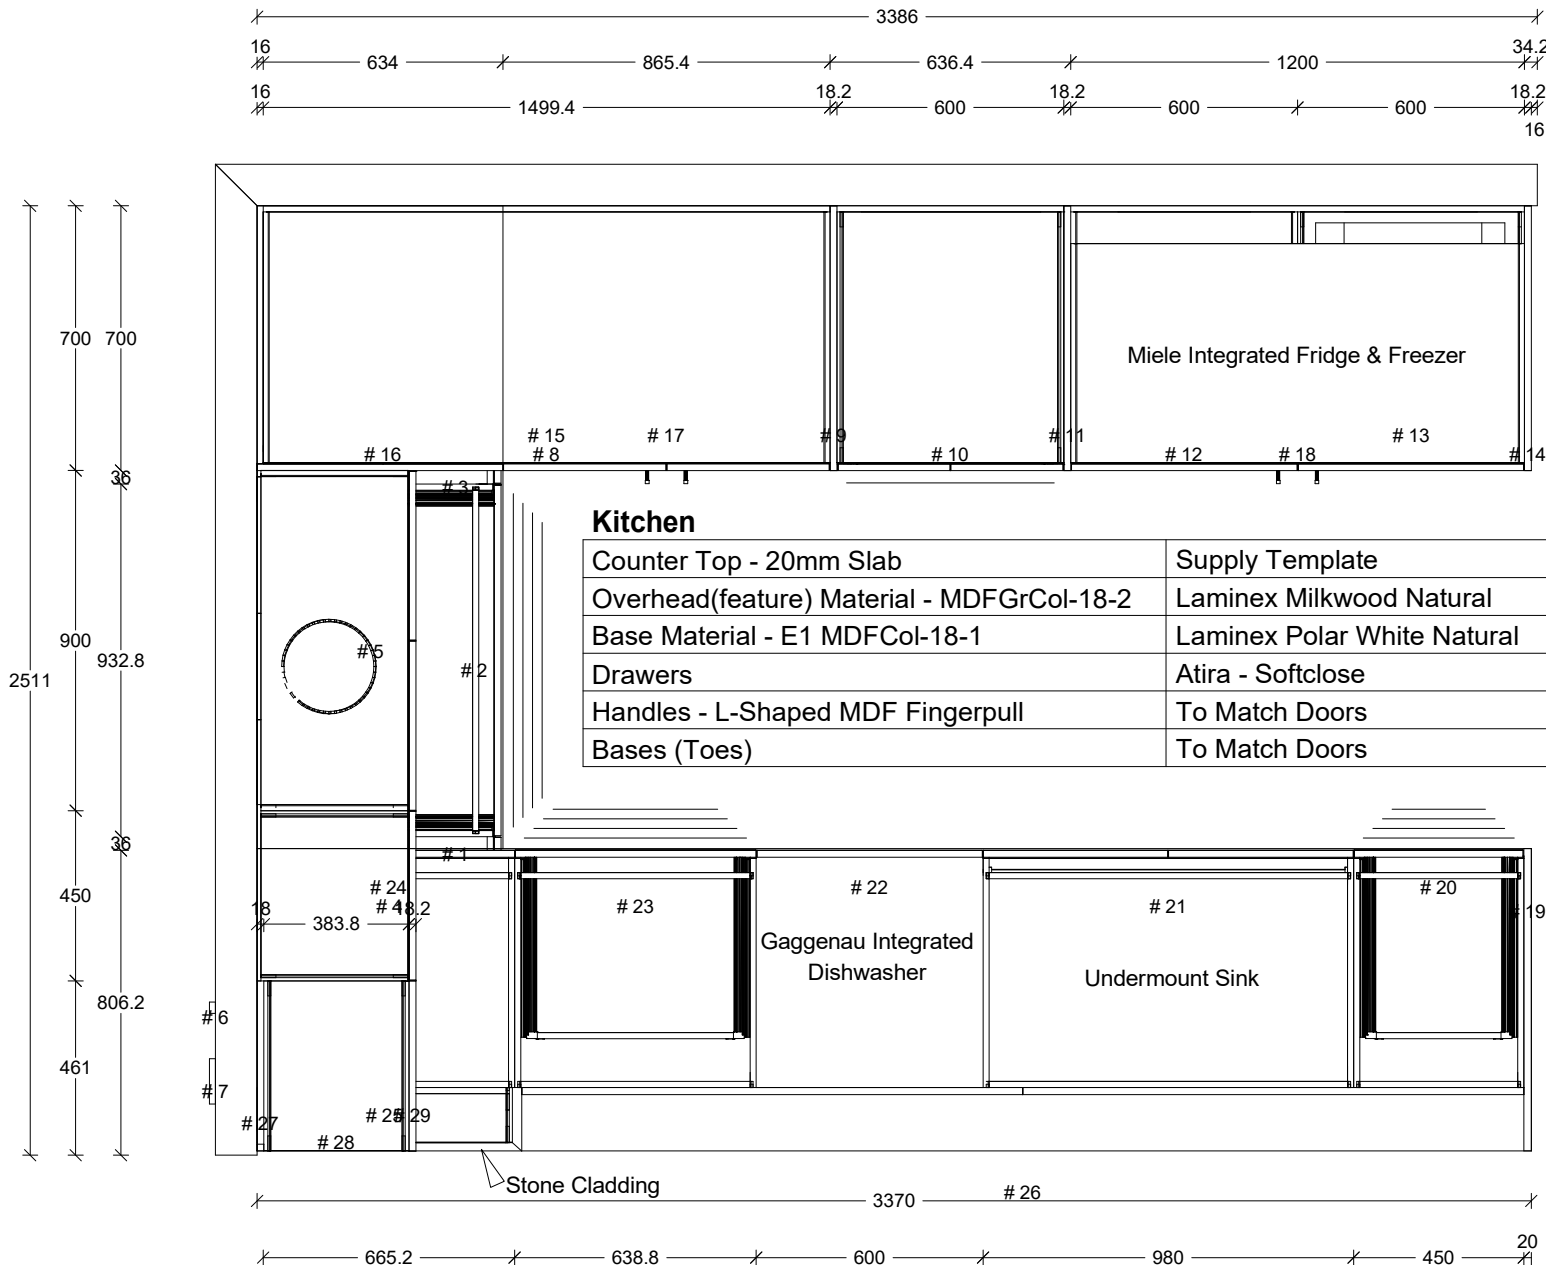 3386
16 634 865.4 636.4 1200 34.2
16 1499.4 18.2 600 18.2 600 600 18.2
16
700 700
Miele Integrated Fridge & Freezer
# 15 # 17 # 9 # 11 # 13
# 16 # 8 # 10 # 12 # 18 # 14
36
# 3
Kitchen
Counter Top - 20mm Slab Supply Template
Overhead(feature) Material - MDFGrCol-18-2 Laminex Milkwood Natural
Base Material - E1 MDFCol-18-1 Laminex Polar White Natural
Drawers Atira - Softclose
Handles - L-Shaped MDF Fingerpull To Match Doors
Bases (Toes) To Match Doors
900
# 5
932.8
# 2
2511
36
# 1
450
# 24 # 22 # 20
18 # 4 18.2 # 23 # 21 # 19
383.8
Gaggenau Integrated
Dishwasher
Undermount Sink
806.2
# 6
461
# 7
# 27 # 25 # 29
# 28
Stone Cladding
3370 # 26
20
665.2 638.8 600 980 450